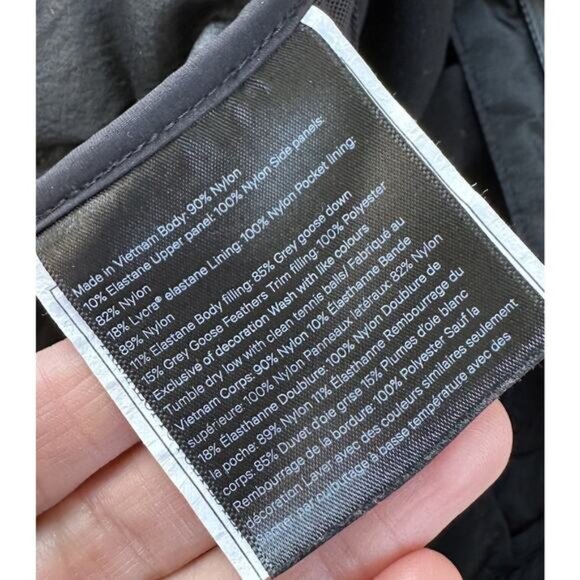 Made in Vietnam Body: 90% Nylon
10% Elastane Upper panel: 100% Nylon Side panels:
82% Nylon
18% Lycra® elastane Lining: 100% Nylon Pocket lining:
89% Nylon
11% Elastane Body filling: 85% Grey goose down
15% Grey Goose Feathers Trim filling: 100% Polyester
Exclusive of decoration Wash with like colours
Tumble dry low with clean tennis balls/ Fabriqué au
Vietnam Corps: 90% Nylon 10% Élasthanne Bande
supérieure: 100% Nylon Panneaux latéraux: 82% Nylon
18% Élasthanne Doublure: 100% Nylon Doublure de
la poche: 89% Nylon 11% Élasthanne Rembourrage du
corps: 85% Duvet d'oie grise 15% Plumes d'oie blanc
Rembourrage de la bordure: 100% Polyester Sauf la
décoration Laver avec des couleurs similaires seulement
par culbutage à basse température avec des